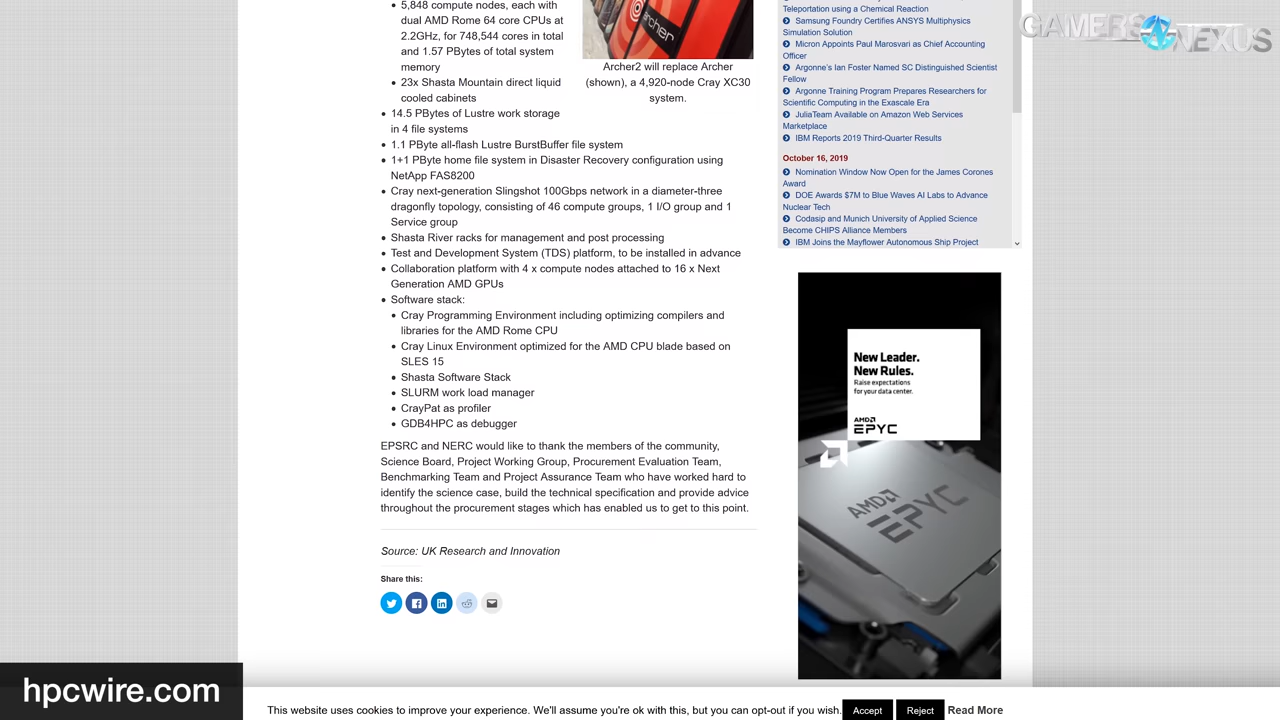 5,848 compute nodes, each with
dual AMD Rome 64 core CPUs at
2.2GHz, for 748,544 cores in total
and 1.57 PBytes of total system
memory
23x Shasta Mountain direct liquid
cooled cabinets
archer
Archer2 will replace Archer
(shown), a 4,920-node Cray XC30
system.
14.5 PBytes of Lustre work storage
in 4 file systems
1.1 PByte all-flash Lustre BurstBuffer file system
1+1 PByte home file system in Disaster Recovery configuration using
NetApp FAS8200
Cray next-generation Slingshot 100Gbps network in a diameter-three
dragonfly topology, consisting of 46 compute groups, 1 I/O group and 1
Service group
Shasta River racks for management and post processing
Test and Development System (TDS) platform, to be installed in advance
Collaboration platform with 4 x compute nodes attached to 16 x Next
Generation AMD GPUs
Software stack:
Cray Programming Environment including optimizing compilers and
libraries for the AMD Rome CPU
Cray Linux Environment optimized for the AMD CPU blade based on
SLES 15
Shasta Software Stack
SLURM work load manager
CrayPat as profiler
GDB4HPC as debugger
EPSRC and NERC would like to thank the members of the community,
Science Board, Project Working Group, Procurement Evaluation Team,
Benchmarking Team and Project Assurance Team who have worked hard to
identify the science case, build the technical specification and provide advice
throughout the procurement stages which has enabled us to get to this point.
Source: UK Research and Innovation
Share this:
Teleportation using a Chemical Reaction
Samsung Foundry Certifies ANSYS Multiphysics
Simulation Solution
Micron Appoints Paul Marosvari as Chief Accounting
Officer
Argonne's Ian Foster Named SC Distinguished Scientist
Fellow
Argonne Training Program Prepares Researchers for
Scientific Computing in the Exascale Era
JuliaTeam Available on Amazon Web Services
Marketplace
IBM Reports 2019 Third-Quarter Results
October 16, 2019
Nomination Window Now Open for the James Corones
Award
DOE Awards $7M to Blue Waves AI Labs to Advance
Nuclear Tech
Codasip and Munich University of Applied Science
Become CHIPS Alliance Members
IBM Joins the Mayflower Autonomous Ship Project
New Leader.
New Rules.
Raise expectations
for your data center.
AMD
EPYC
AMD
EPYC
GAMERS NEXUS
hpcwire.com
This website uses cookies to improve your experience. We'll assume you're ok with this, but you can opt-out if you wish. Accept Reject Read More